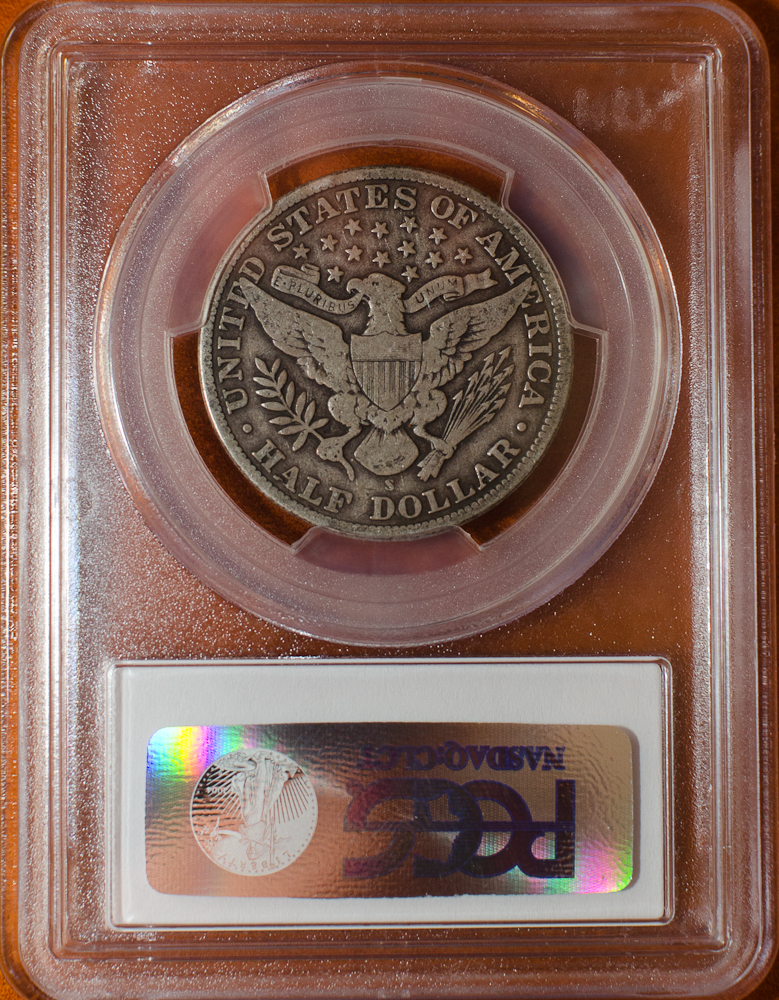 UNITED STATES OF AMERICA
E·PLURIBUS UNUM
S
· HALF DOLLAR ·
NASDAQ:CLCT
PCGS